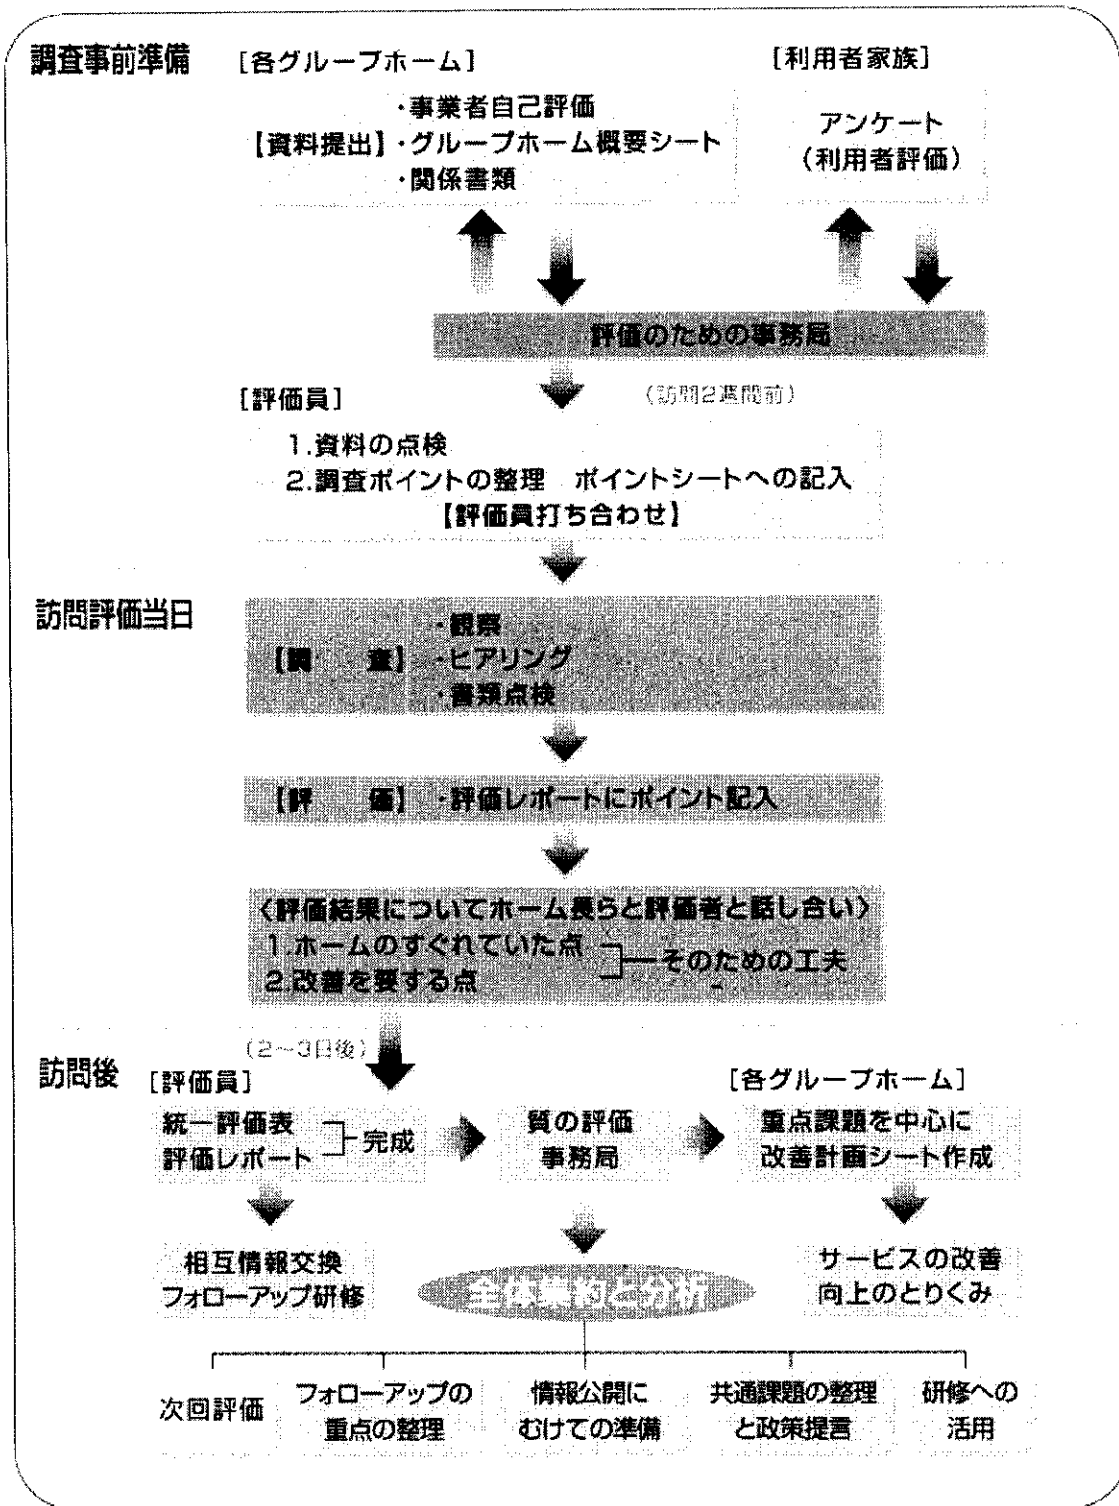 調査事前準備
[各グループホーム]
[利用者家族]
・事業者自己評価
【資料提出】・グループホーム概要シート
・関係書類
アンケート
(利用者評価)
評価のための事務局
(訪問2週間前)
[評価員]
1.資料の点検
2.調査ポイントの整理 ポイントシートへの記入
【評価員打ち合わせ】
訪問評価当日
・観察
【調 査】・ヒアリング
・書類点検
【評 価】・評価レポートにポイント記入
〈評価結果についてホーム長らと評価者と話し合い〉
1.ホームのすぐれていた点
2.改善を要する点
そのための工夫
訪問後
(2〜3日後)
[評価員]
統一評価表
評価レポート
完成
質の評価
事務局
[各グループホーム]
重点課題を中心に
改善計画シート作成
相互情報交換
フォローアップ研修
全体集約と分析
サービスの改善
向上のとりくみ
次回評価
フォローアップの
重点の整理
情報公開に
むけての準備
共通課題の整理
と政策提言
研修への
活用